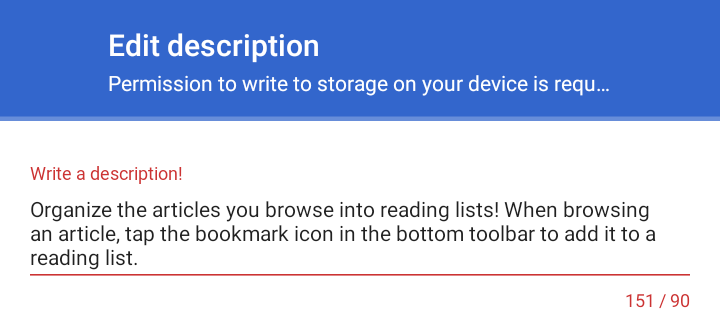 Edit description
Permission to write to storage on your device is requ...
Write a description!
Organize the articles you browse into reading lists! When browsing
an article, tap the bookmark icon in the bottom toolbar to add it to a
reading list.
151 / 90